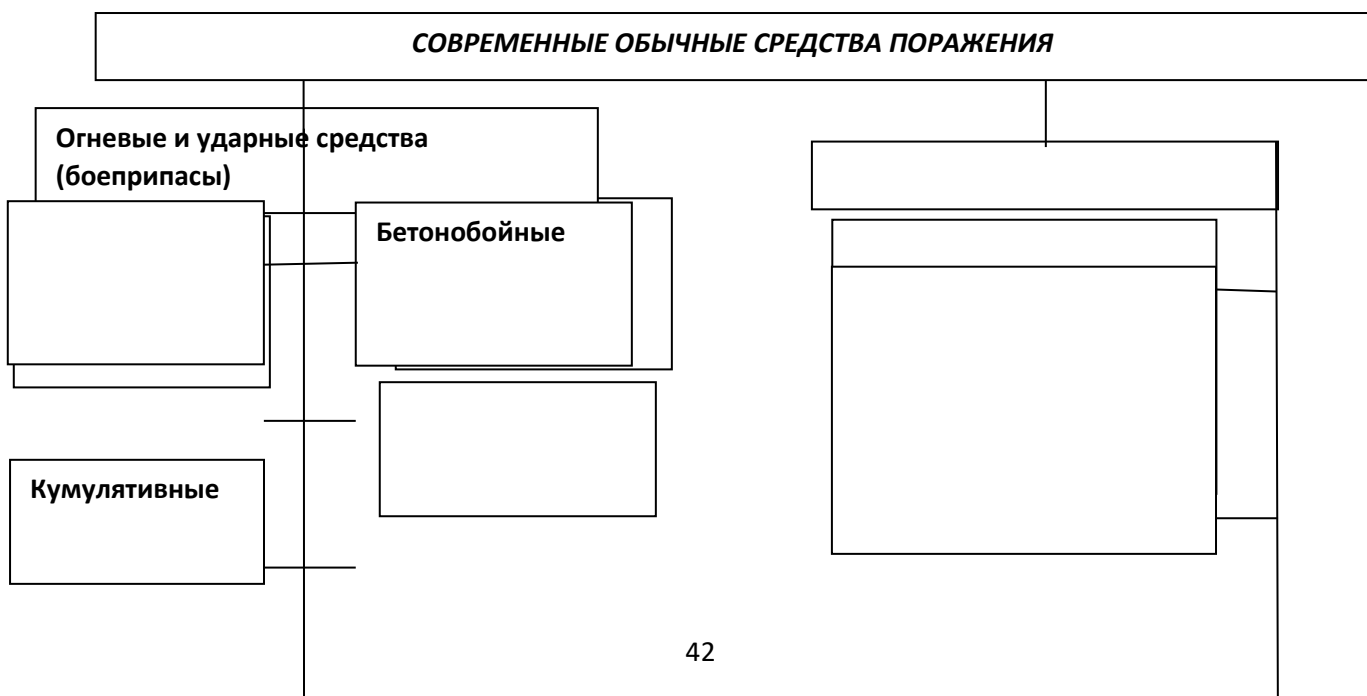 СОВРЕМЕННЫЕ ОБЫЧНЫЕ СРЕДСТВА ПОРАЖЕНИЯ
Огневые и ударные средства
(боеприпасы)
Бетонобойные
Кумулятивные
42